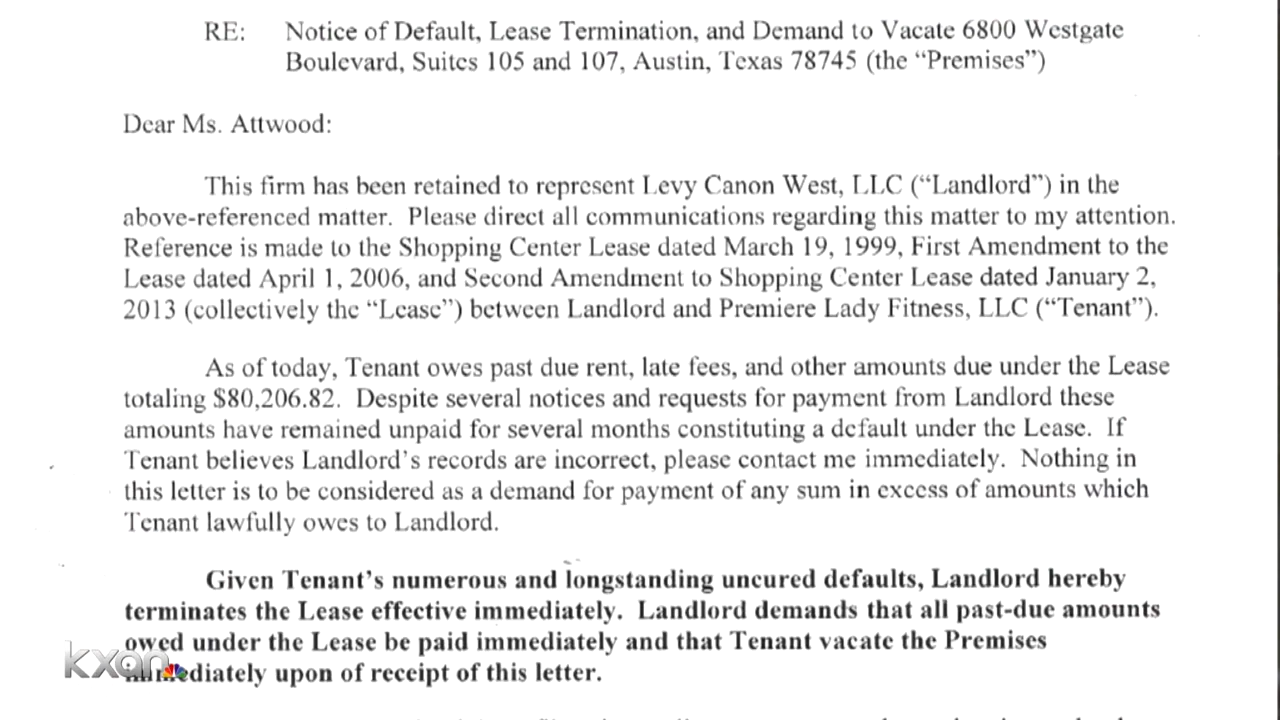 RE: Notice of Default, Lease Termination, and Demand to Vacate 6800 Westgate
Boulevard, Suites 105 and 107, Austin, Texas 78745 (the “Premises”)
Dear Ms. Attwood:
This firm has been retained to represent Levy Canon West, LLC (“Landlord”) in the
above-referenced matter. Please direct all communications regarding this matter to my attention.
Reference is made to the Shopping Center Lease dated March 19, 1999, First Amendment to the
Lease dated April 1, 2006, and Second Amendment to Shopping Center Lease dated January 2,
2013 (collectively the “Lease”) between Landlord and Premiere Lady Fitness, LLC (“Tenant”).
As of today, Tenant owes past due rent, late fees, and other amounts due under the Lease
totaling $80,206.82. Despite several notices and requests for payment from Landlord these
amounts have remained unpaid for several months constituting a default under the Lease. If
Tenant believes Landlord’s records are incorrect, please contact me immediately. Nothing in
this letter is to be considered as a demand for payment of any sum in excess of amounts which
Tenant lawfully owes to Landlord.
Given Tenant’s numerous and longstanding uncured defaults, Landlord hereby
terminates the Lease effective immediately. Landlord demands that all past-due amounts
owed under the Lease be paid immediately and that Tenant vacate the Premises
immediately upon of receipt of this letter.
kxan